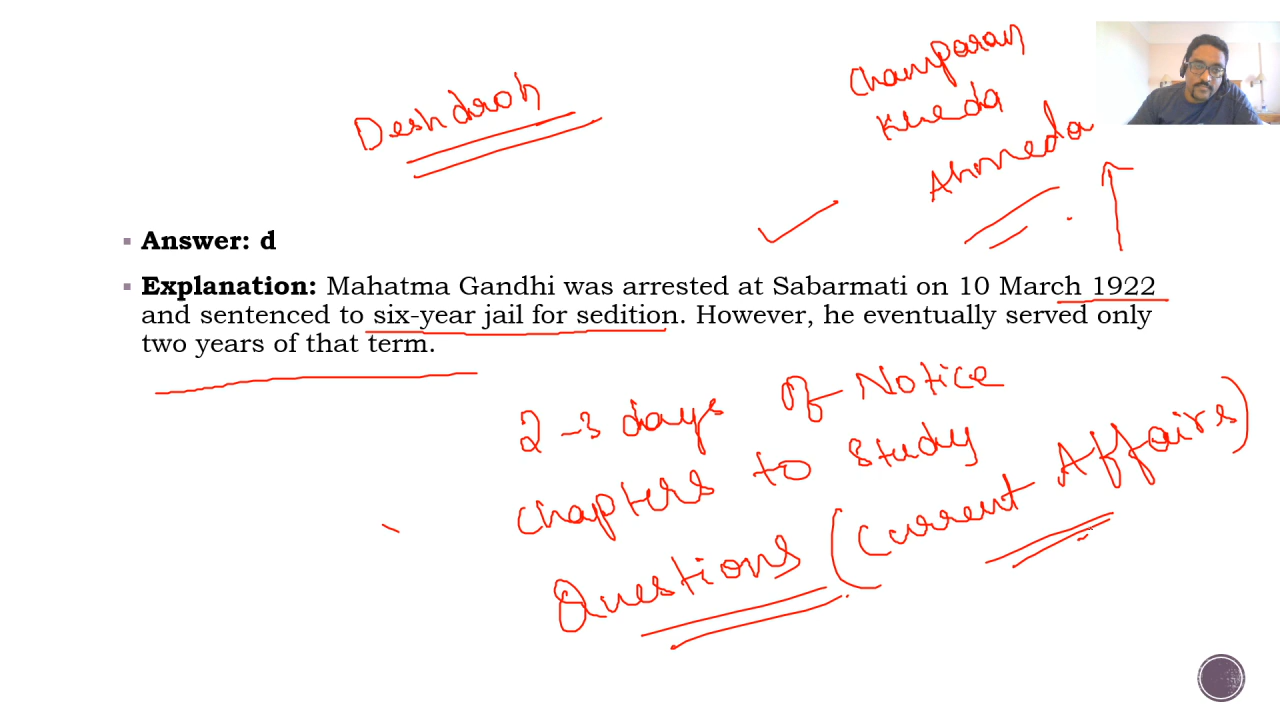 Deshdroh
Champaran
Kheda
Ahmeda
Answer: d
Explanation: Mahatma Gandhi was arrested at Sabarmati on 10 March 1922
and sentenced to six-year jail for sedition. However, he eventually served only
two years of that term.
2-3 days of Notice
chapters to study
Questions (Current Affairs)